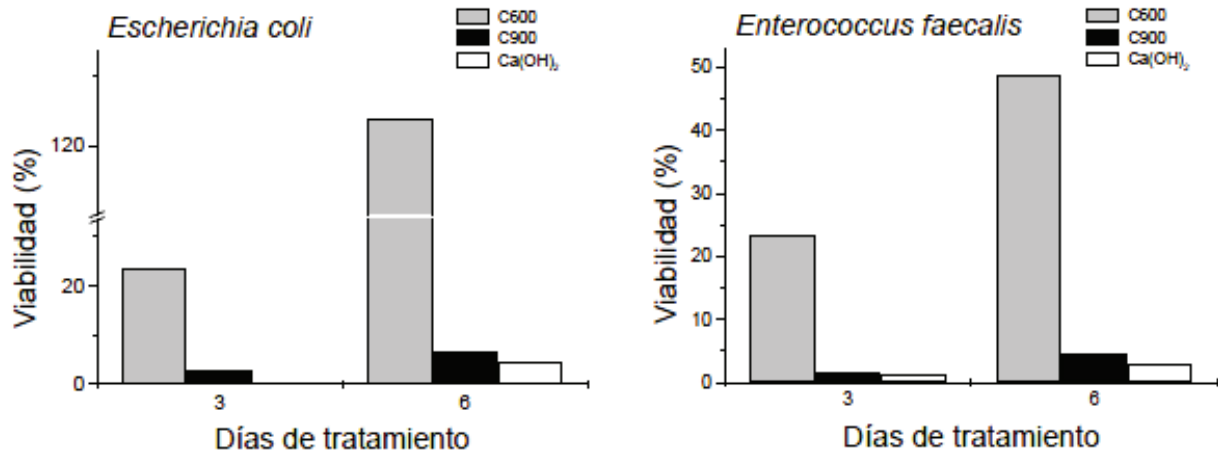 Escherichia coli
C600
C900
Ca(OH)₂
Viabilidad (%)
120
20
0
3
6
Días de tratamiento
Enterococcus faecalis
C600
C900
Ca(OH)₂
Viabilidad (%)
50
40
30
20
10
0
3
6
Días de tratamiento